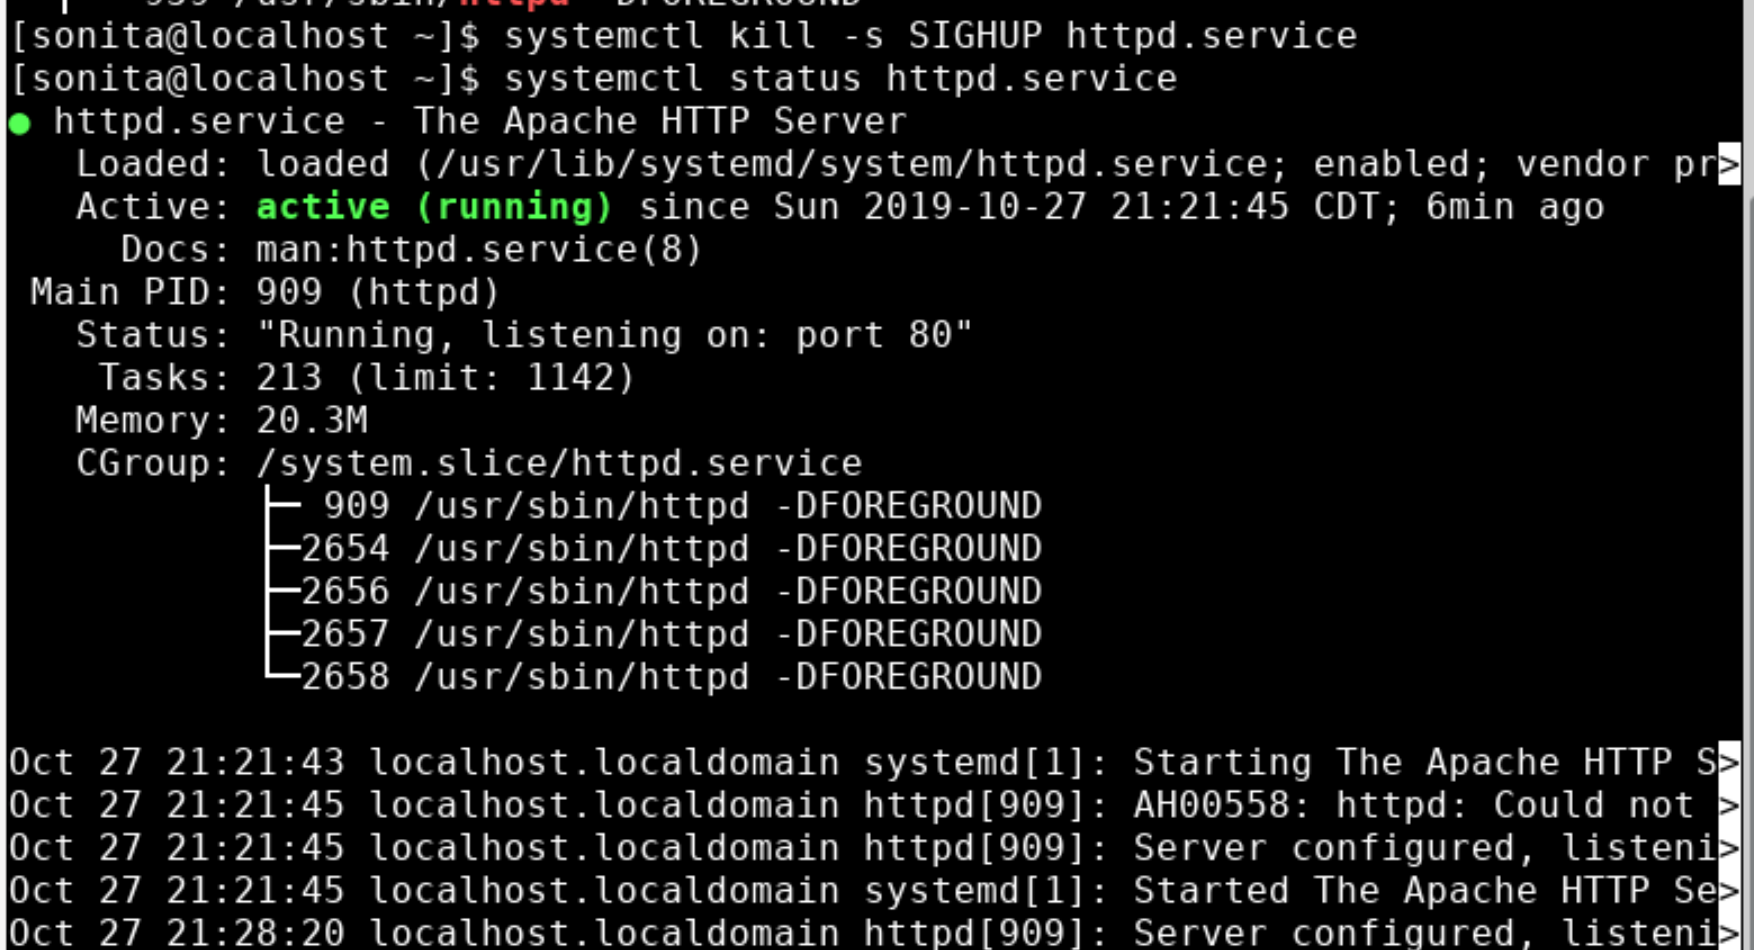 /usr/sbin/httpd -DFOREGROUND
[sonita@localhost ~]$ systemctl kill -s SIGHUP httpd.service
[sonita@localhost ~]$ systemctl status httpd.service
● httpd.service - The Apache HTTP Server
   Loaded: loaded (/usr/lib/systemd/system/httpd.service; enabled; vendor pr>
   Active: active (running) since Sun 2019-10-27 21:21:45 CDT; 6min ago
     Docs: man:httpd.service(8)
 Main PID: 909 (httpd)
   Status: "Running, listening on: port 80"
    Tasks: 213 (limit: 1142)
   Memory: 20.3M
   CGroup: /system.slice/httpd.service
           ├─ 909 /usr/sbin/httpd -DFOREGROUND
           ├─2654 /usr/sbin/httpd -DFOREGROUND
           ├─2656 /usr/sbin/httpd -DFOREGROUND
           ├─2657 /usr/sbin/httpd -DFOREGROUND
           └─2658 /usr/sbin/httpd -DFOREGROUND
Oct 27 21:21:43 localhost.localdomain systemd[1]: Starting The Apache HTTP S>
Oct 27 21:21:45 localhost.localdomain httpd[909]: AH00558: httpd: Could not >
Oct 27 21:21:45 localhost.localdomain httpd[909]: Server configured, listeni>
Oct 27 21:21:45 localhost.localdomain systemd[1]: Started The Apache HTTP Se>
Oct 27 21:28:20 localhost.localdomain httpd[909]: Server configured, listeni>